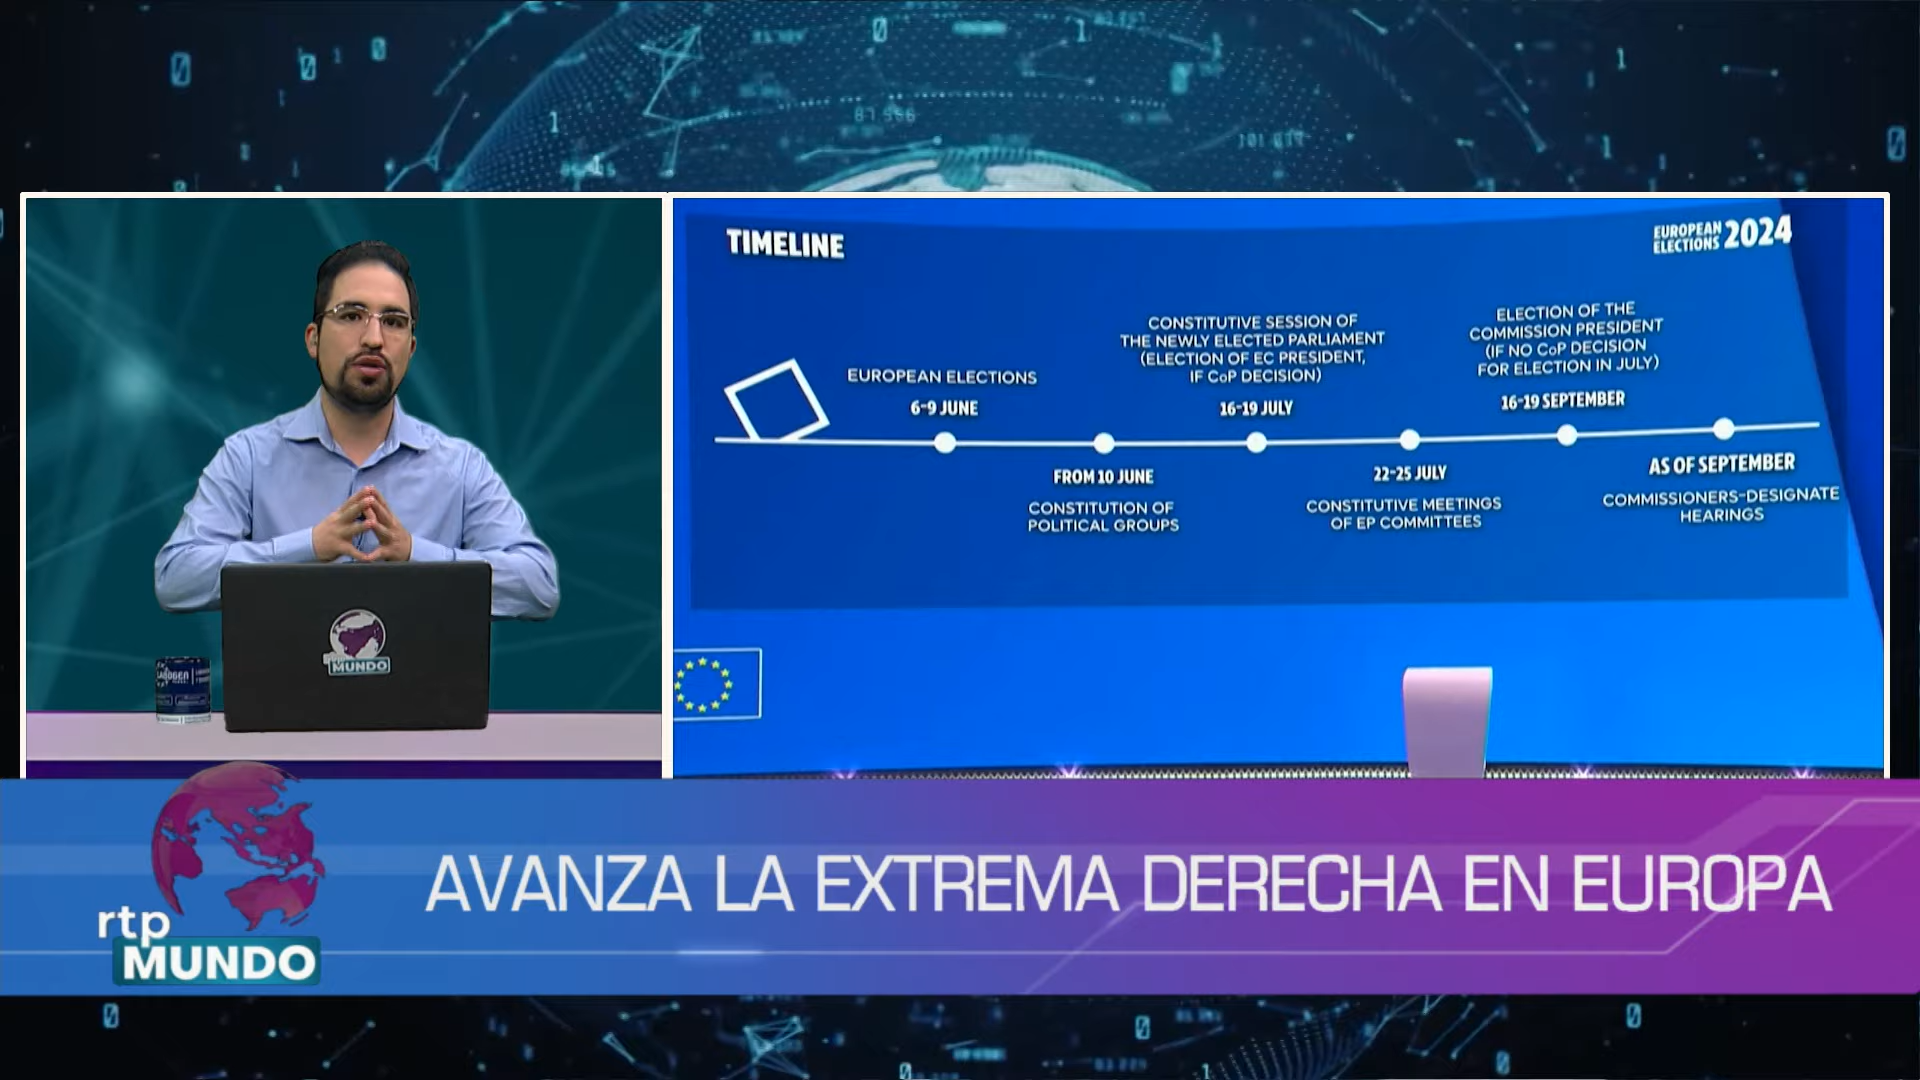 TIMELINE
EUROPEAN
ELECTIONS 2024
EUROPEAN ELECTIONS
6-9 JUNE
FROM 10 JUNE
CONSTITUTION OF
POLITICAL GROUPS
CONSTITUTIVE SESSION OF
THE NEWLY ELECTED PARLIAMENT
(ELECTION OF EC PRESIDENT,
IF CoP DECISION)
16-19 JULY
22-25 JULY
CONSTITUTIVE MEETINGS
OF EP COMMITTEES
ELECTION OF THE
COMMISSION PRESIDENT
(IF NO CoP DECISION
FOR ELECTION IN JULY)
16-19 SEPTEMBER
AS OF SEPTEMBER
COMMISSIONERS-DESIGNATE
HEARINGS
MUNDO
AVANZA LA EXTREMA DERECHA EN EUROPA
rtp
MUNDO